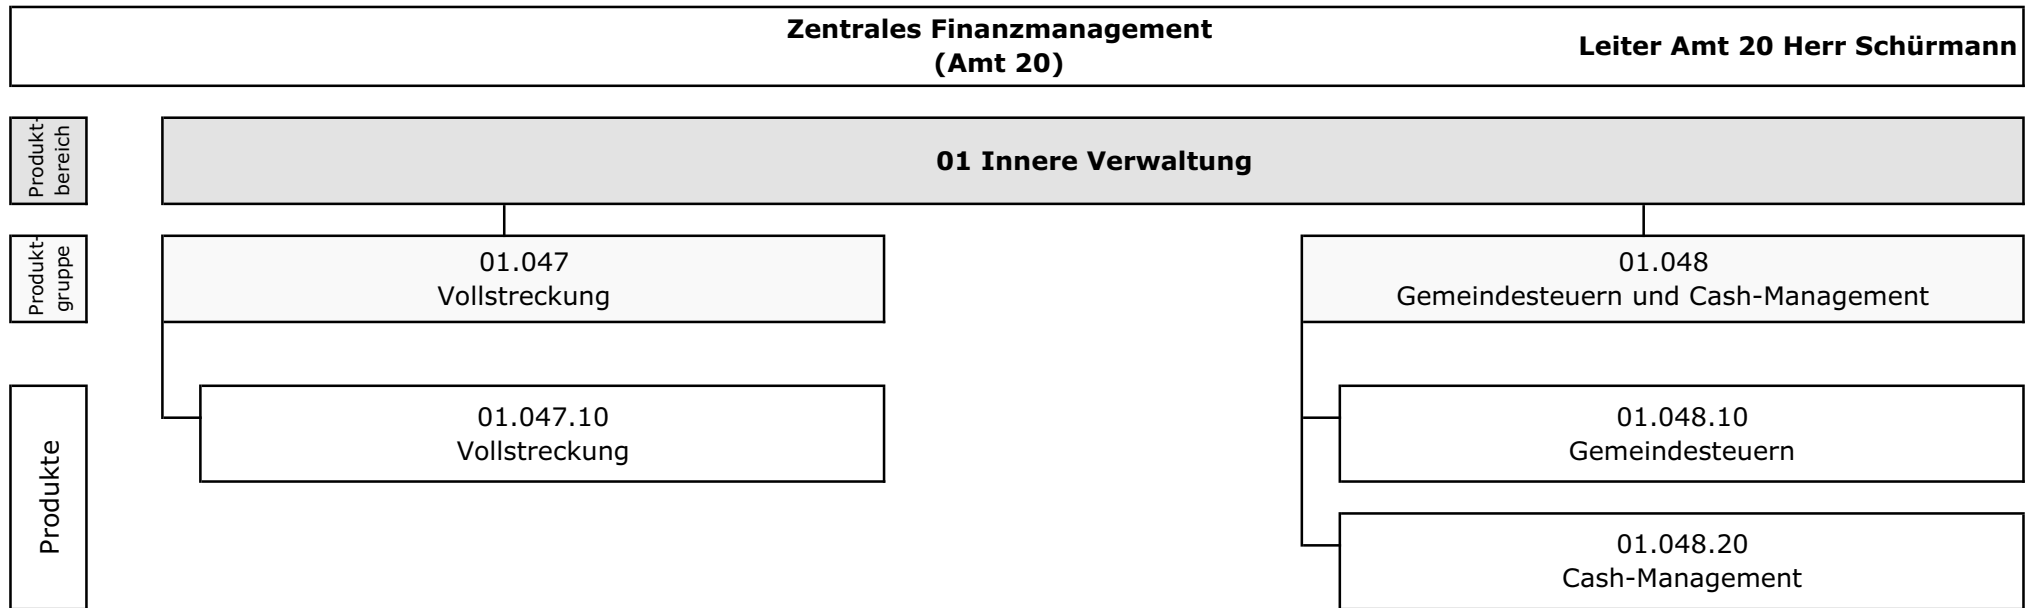 Zentrales Finanzmanagement
(Amt 20)
Leiter Amt 20 Herr Schürmann
Produkt-
bereich
01 Innere Verwaltung
Produkt-
gruppe
01.047
Vollstreckung
01.048
Gemeindesteuern und Cash-Management
Produkte
01.047.10
Vollstreckung
01.048.10
Gemeindesteuern
01.048.20
Cash-Management